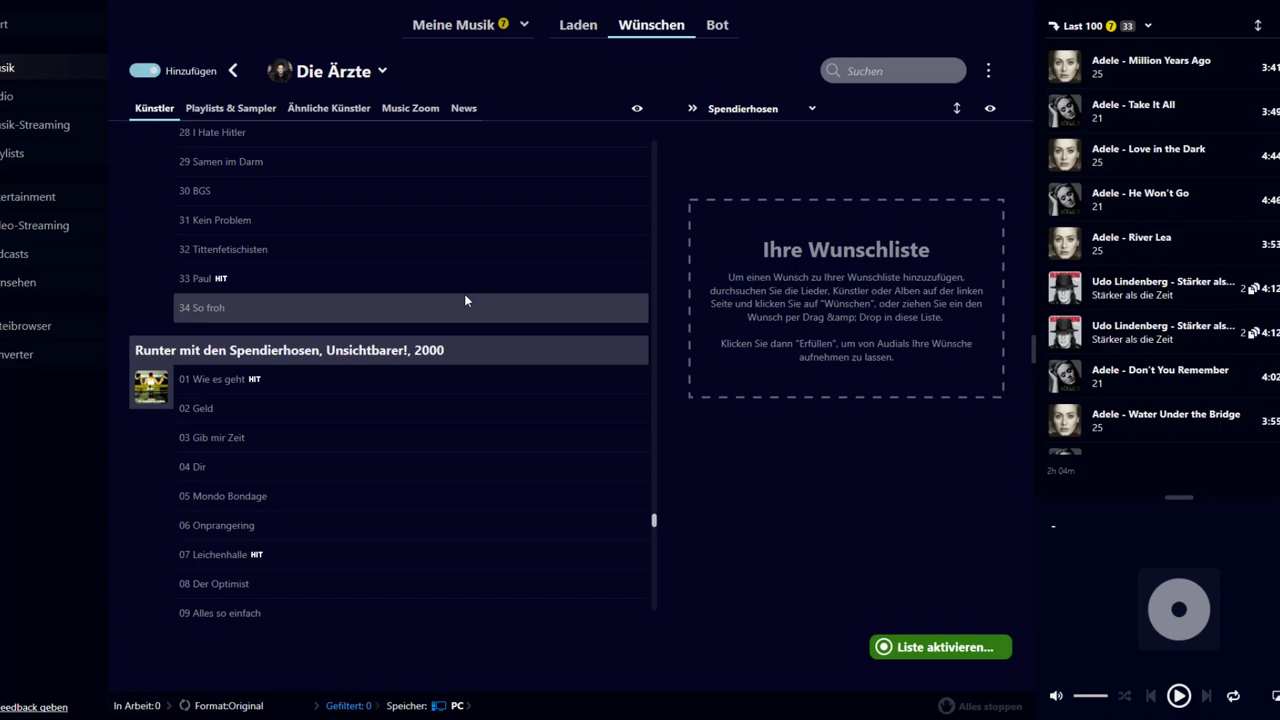 rt
sik
dio
sik-Streaming
ylists
ertainment
deo-Streaming
dcasts
nsehen
teibrowser
nverter
eedback geben
Meine Musik 7
Laden
Wünschen
Bot
Hinzufügen
Die Ärzte
Suchen
Künstler
Playlists & Sampler
Ähnliche Künstler
Music Zoom
News
28 I Hate Hitler
29 Samen im Darm
30 BGS
31 Kein Problem
32 Tittenfetischisten
33 Paul HIT
34 So froh
Runter mit den Spendierhosen, Unsichtbarer!, 2000
01 Wie es geht HIT
02 Geld
03 Gib mir Zeit
04 Dir
05 Mondo Bondage
06 Onprangering
07 Leichenhalle HIT
08 Der Optimist
09 Alles so einfach
Spendierhosen
Ihre Wunschliste
Um einen Wunsch zu Ihrer Wunschliste hinzuzufügen,
durchsuchen Sie die Lieder, Künstler oder Alben auf der linken
Seite und klicken Sie auf "Wünschen", oder ziehen Sie ein den
Wunsch per Drag &amp; Drop in diese Liste.
Klicken Sie dann "Erfüllen", um von Audials Ihre Wünsche
aufnehmen zu lassen.
Liste aktivieren...
In Arbeit: 0
Format: Original
Gefiltert: 0
Speicher:
PC
Alles stoppen
Last 100 7 33
Adele - Million Years Ago
25
3:41
Adele - Take It All
21
3:49
Adele - Love in the Dark
25
4:44
Adele - He Won't Go
21
4:46
Adele - River Lea
25
3:53
Udo Lindenberg - Stärker als...
Stärker als die Zeit
2
4:12
Udo Lindenberg - Stärker als...
Stärker als die Zeit
2
4:12
Adele - Don't You Remember
21
4:02
Adele - Water Under the Bridge
25
3:55
2h 04m
-